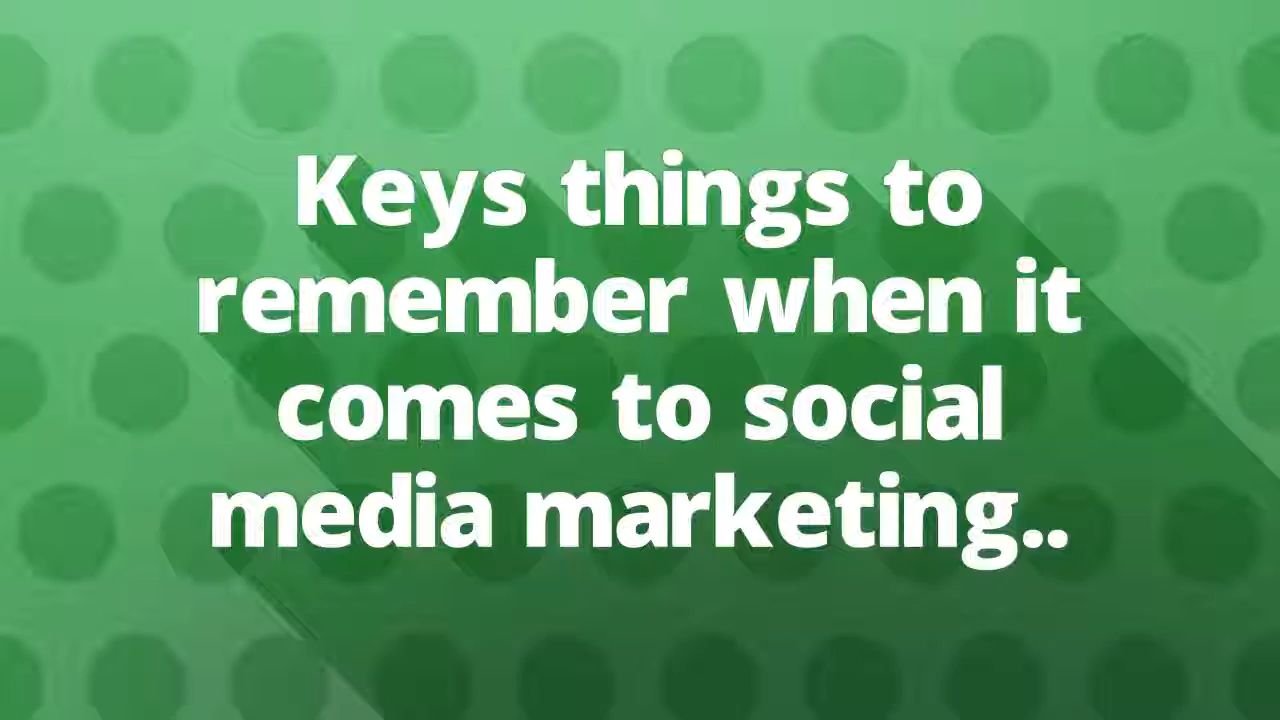 Keys things to
remember when it
comes to social
media marketing..